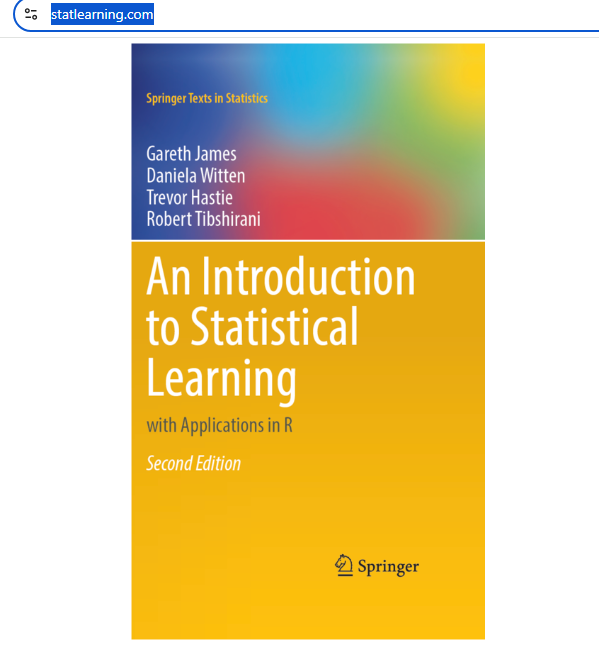 statlearning.com
Springer Texts in Statistics
Gareth James
Daniela Witten
Trevor Hastie
Robert Tibshirani
An Introduction
to Statistical
Learning
with Applications in R
Second Edition
Springer